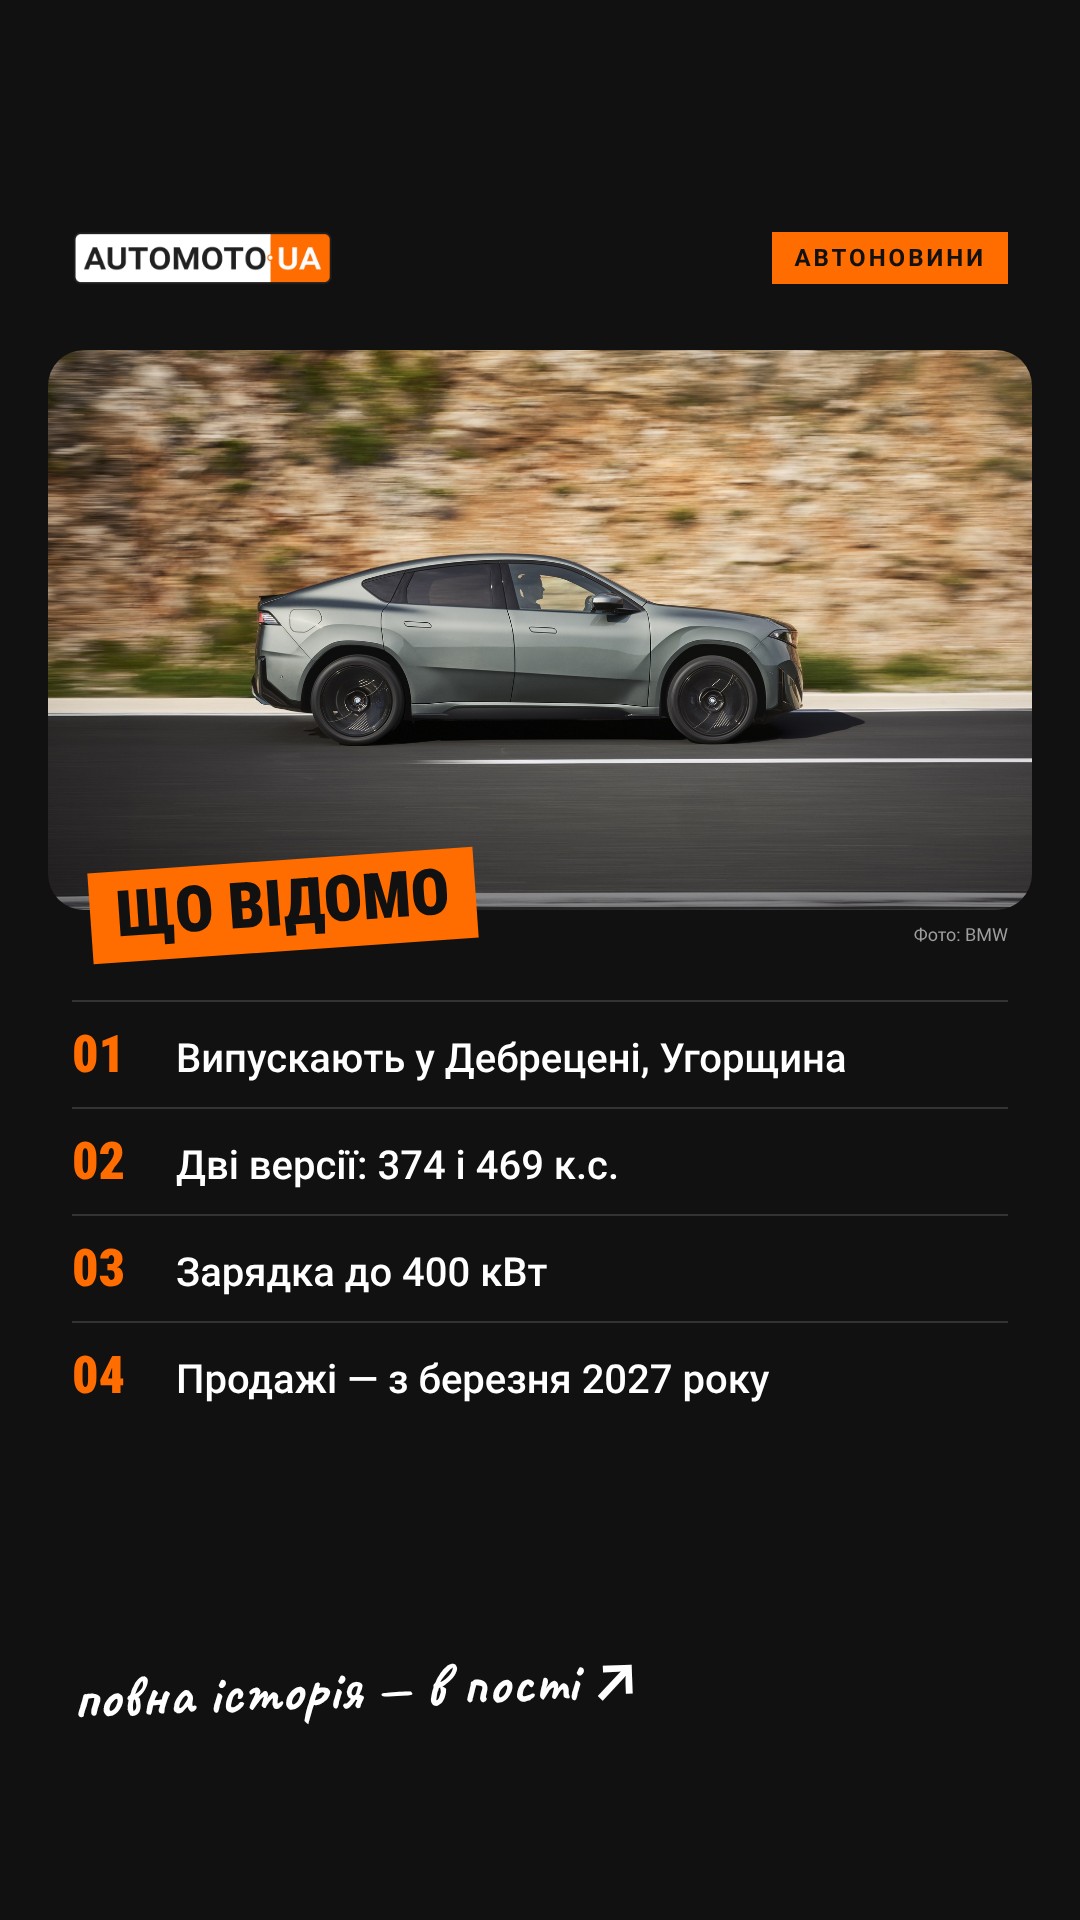 AUTOMOTO UA
АВТОНОВИНИ
ЩО ВІДОМО
Фото: BMW
01 Випускають у Дебрецені, Угорщина
02 Дві версії: 374 і 469 к.с.
03 Зарядка до 400 кВт
04 Продажі — з березня 2027 року
повна історія — в пості ↗